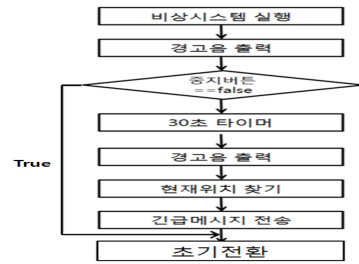 비상시스템 실행
경고음 출력
중지버튼
==false
30초 타이머
True
경고음 출력
현재위치 찾기
긴급메시지 전송
초기전환